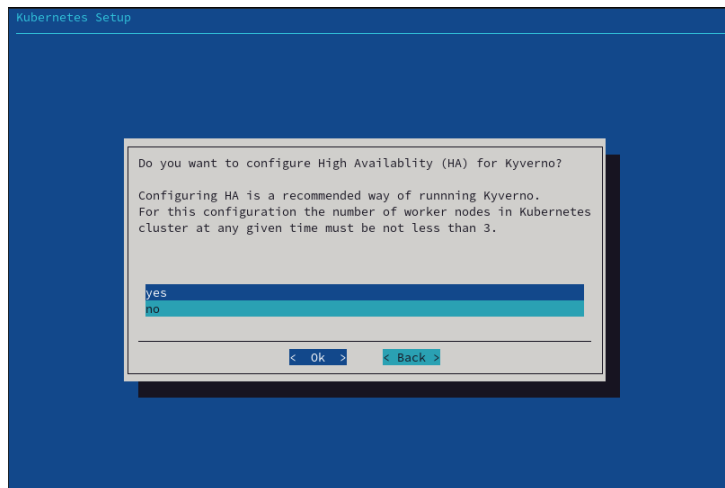 Kubernetes Setup
Do you want to configure High Availablity (HA) for Kyverno?
Configuring HA is a recommended way of runnning Kyverno.
For this configuration the number of worker nodes in Kubernetes
cluster at any given time must be not less than 3.
yes
no
< Ok > < Back >